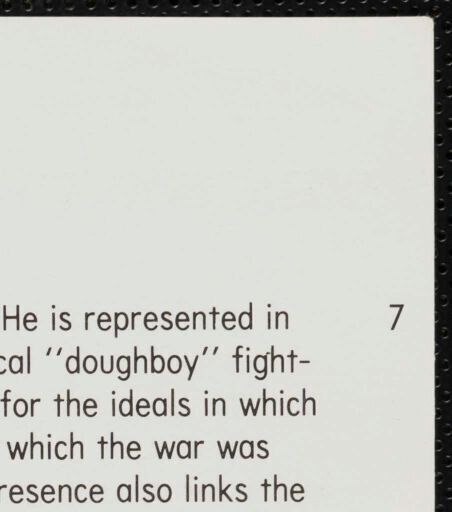 He is represented in 7
cal "doughboy" fight-
for the ideals in which
which the war was
resence also links the